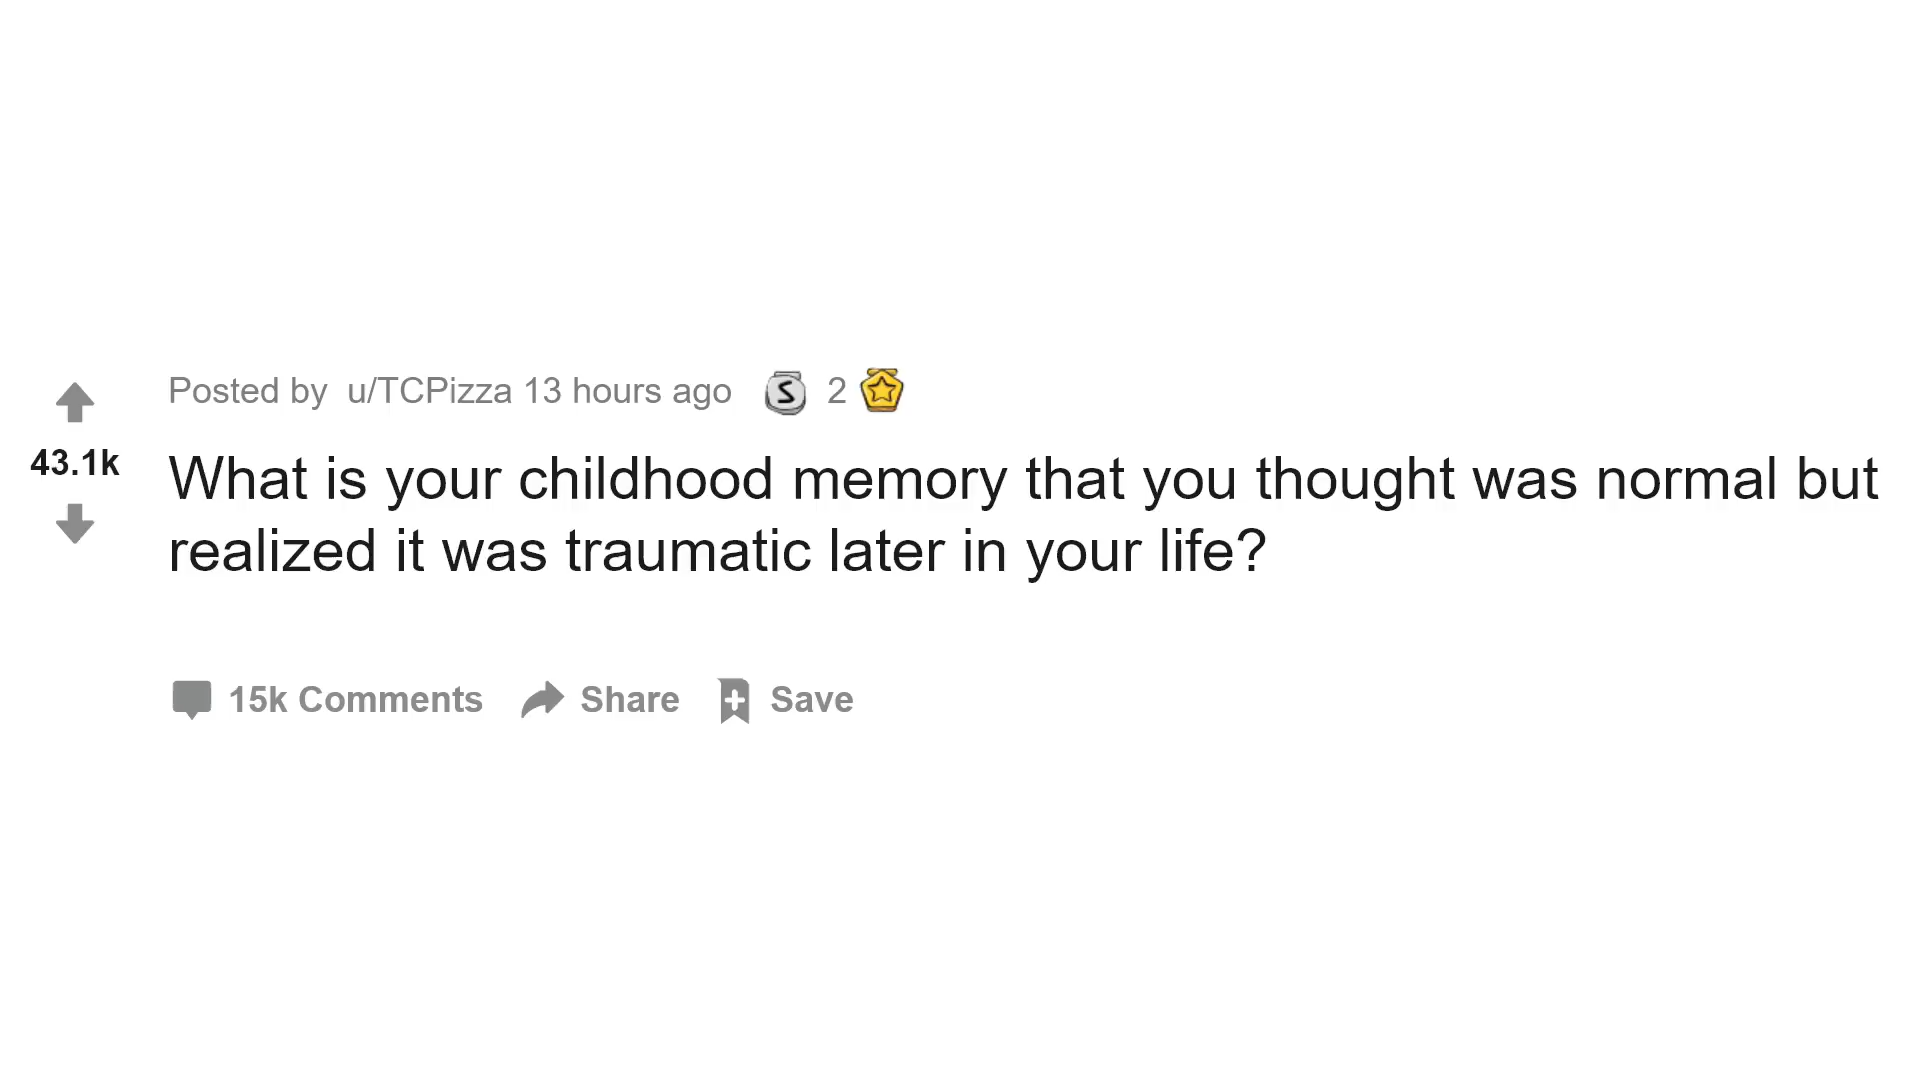 Posted by u/TCPizza 13 hours ago S 2
43.1k
What is your childhood memory that you thought was normal but
realized it was traumatic later in your life?
15k Comments Share Save